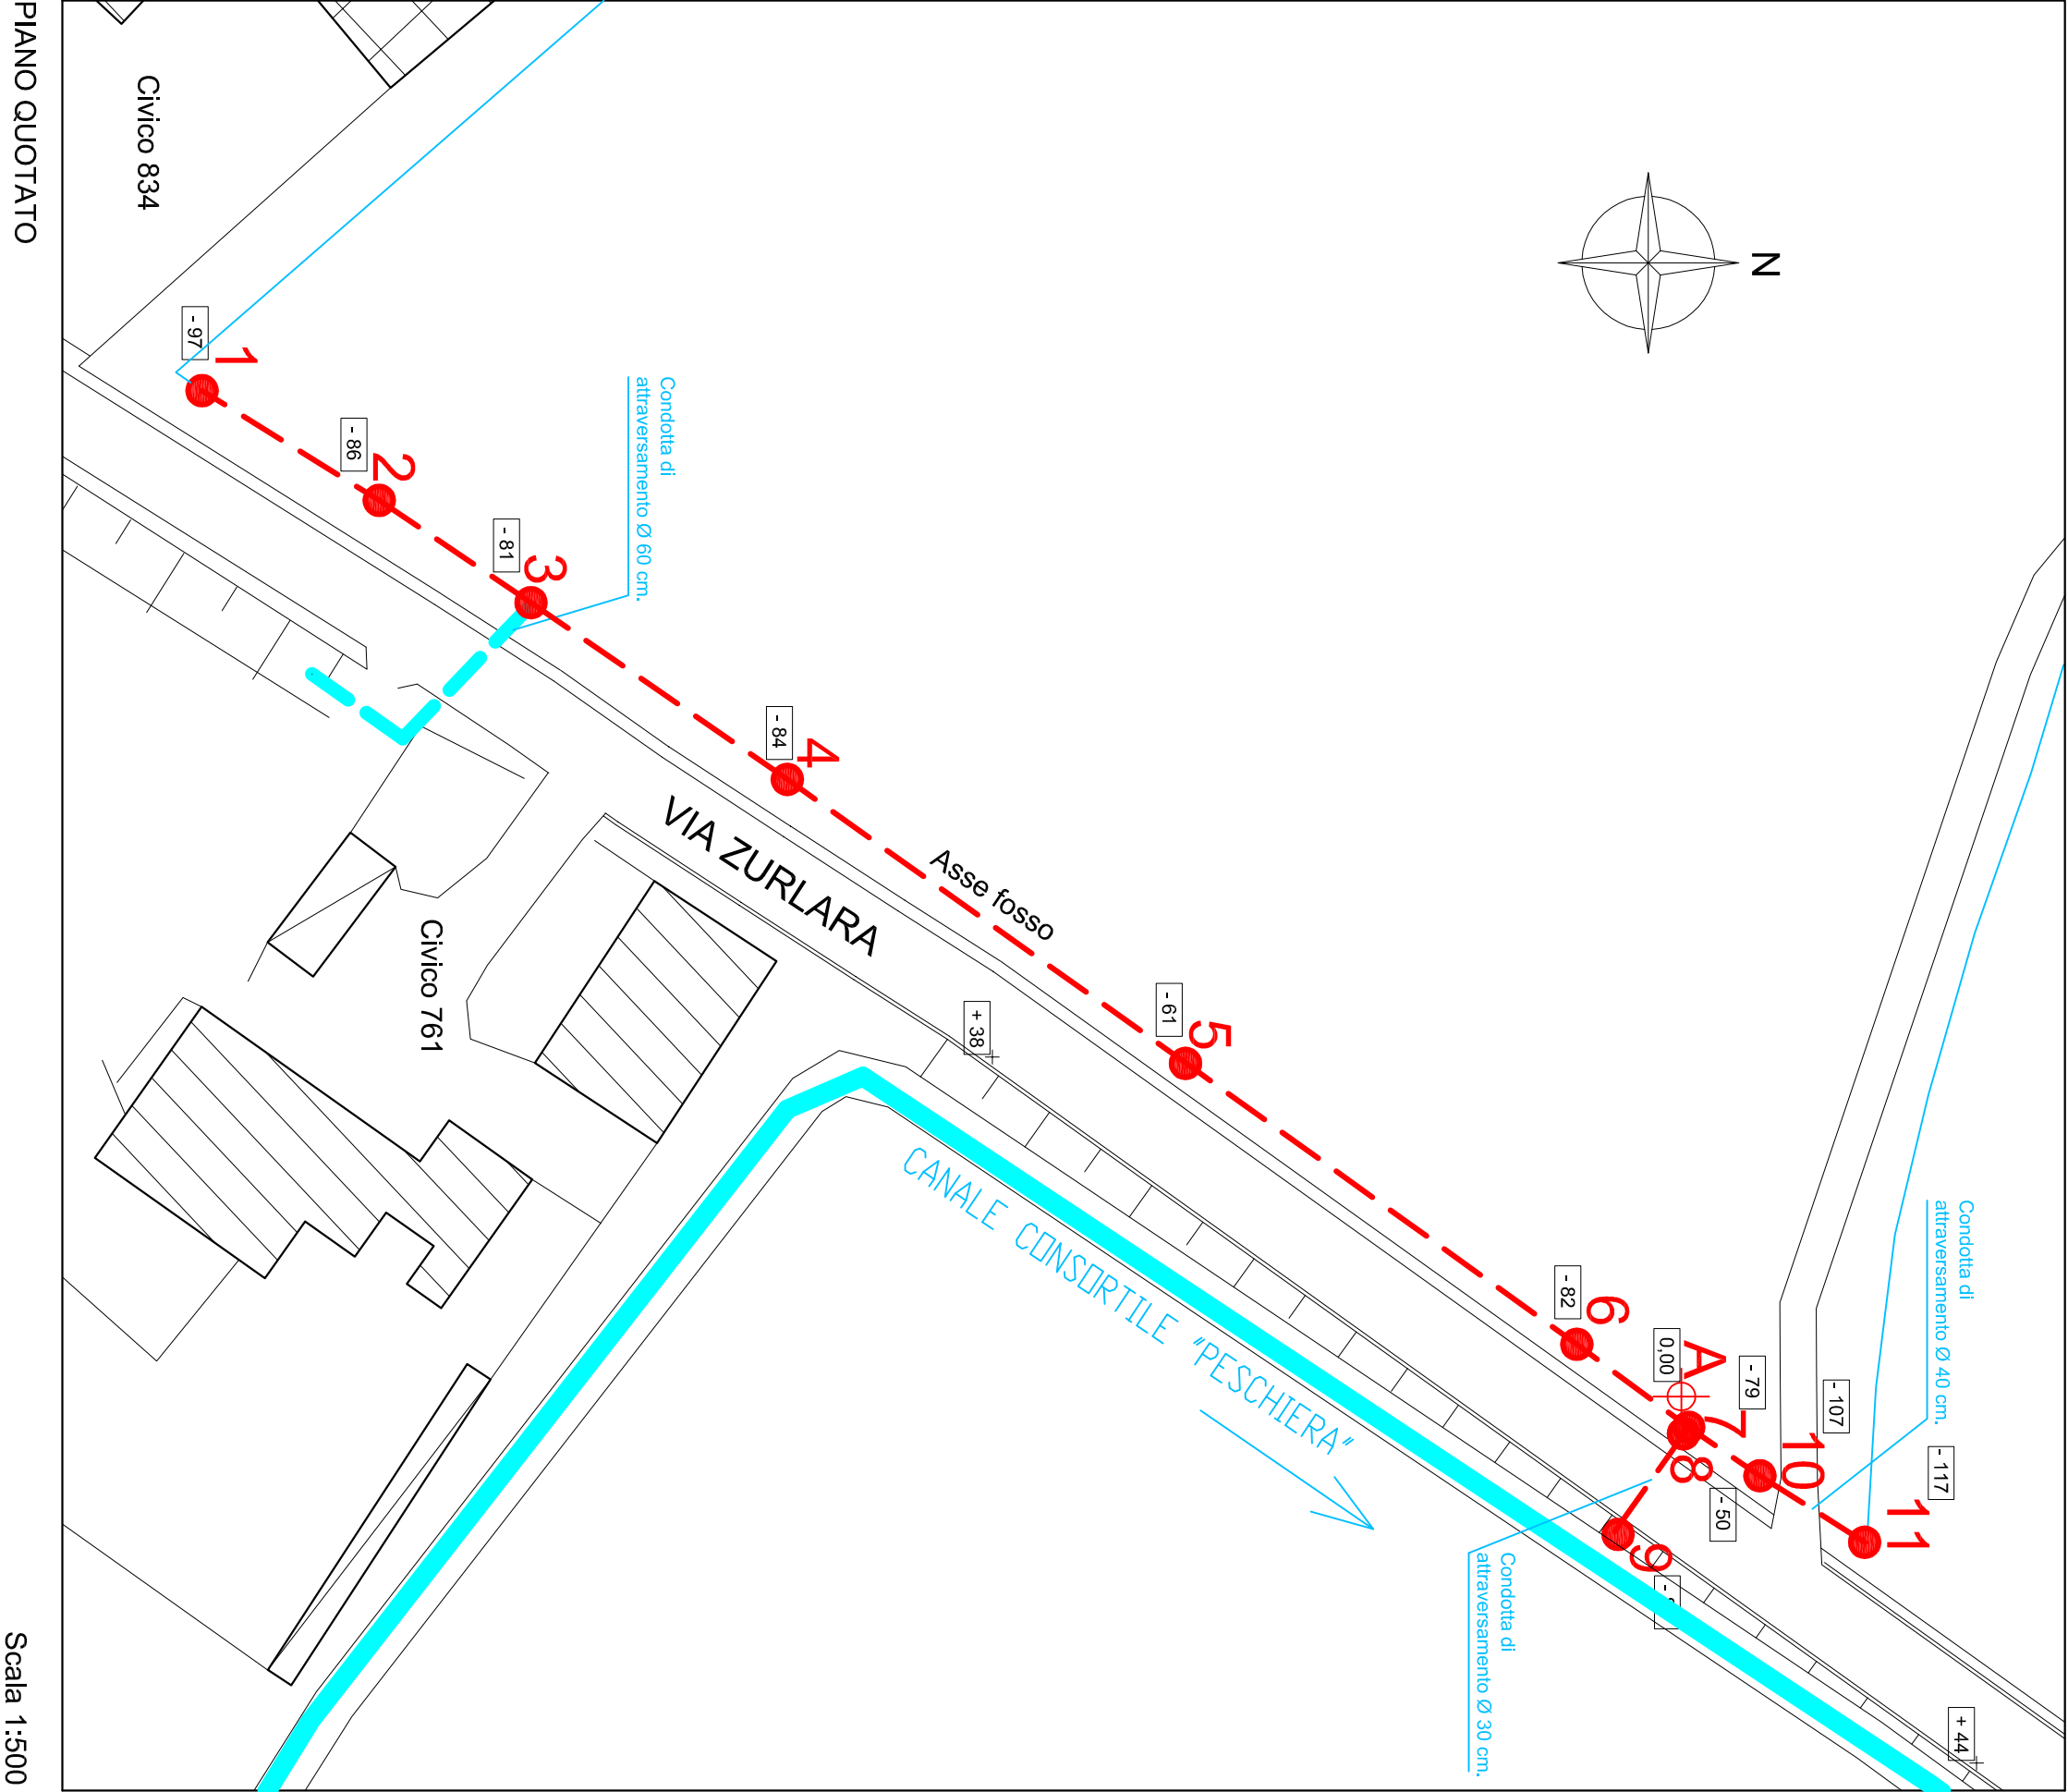 PIANO QUOTATO
Scala 1:500
N
Civico 834
- 97
1
- 86
2
- 81
3
Condotta di
attraversamento Ø 60 cm.
- 84
4
VIA ZURLARA
Asse fosso
Civico 761
+ 38
- 61
5
CANALE CONSORTILE "PESCHIERA"
- 82
6
A
0,00
- 79
7
- 107
10
- 117
11
Condotta di
attraversamento Ø 40 cm.
8
- 50
9
Condotta di
attraversamento Ø 30 cm.
+ 44